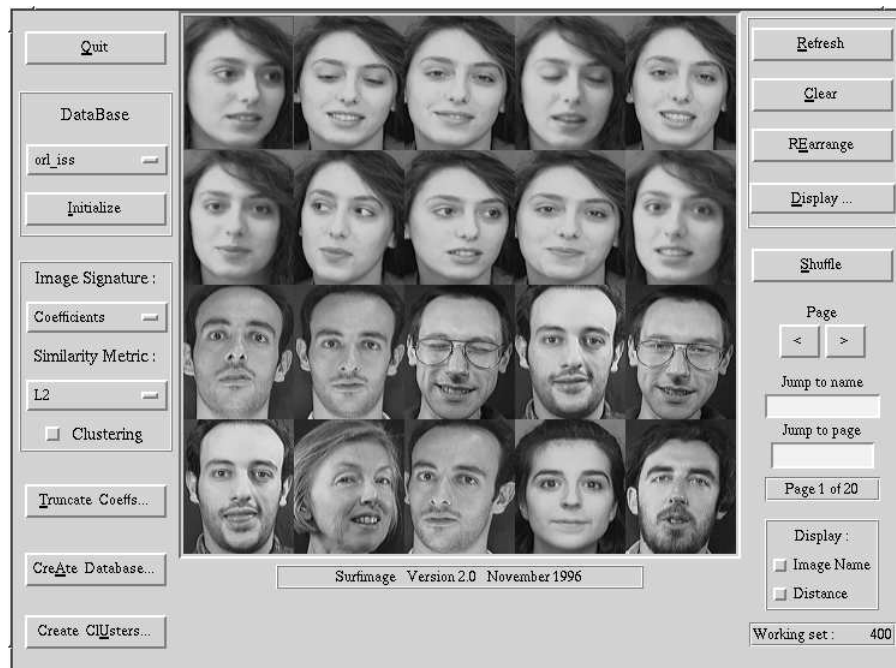 Quit
DataBase
orl_iss
Initialize
Image Signature :
Coefficients
Similarity Metric :
L2
Clustering
Truncate Coeffs...
CreAte Database...
Create ClUsters...
Surfimage Version 2.0 November 1996
Refresh
Clear
REarrange
Display ...
Shuffle
Page
< >
Jump to name
Jump to page
Page 1 of 20
Display :
Image Name
Distance
Working set : 400